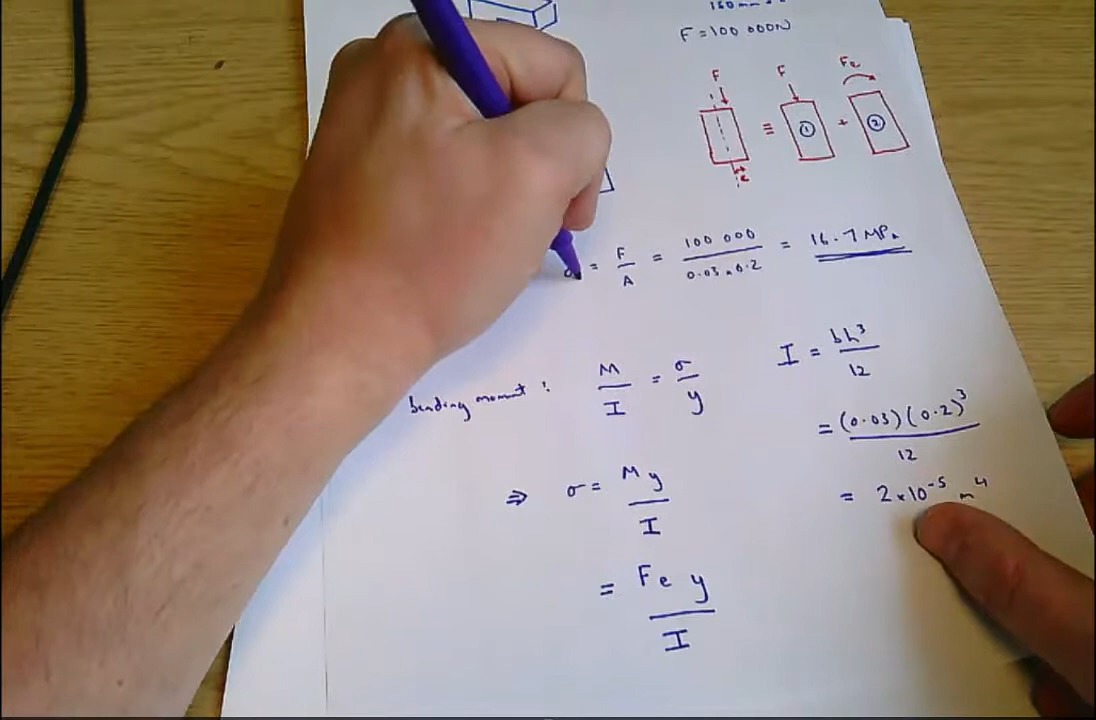 F = 100 000N
F F Fe
≡ ① + ②
e
= F/A = 100 000/0.03 × 0.2 = 16.7 MPa
I = bh³/12
bending moment : M/I = σ/y
= (0.03)(0.2)³/12
⇒ σ = My/I
= 2×10⁻⁵ m⁴
= Fe y/I